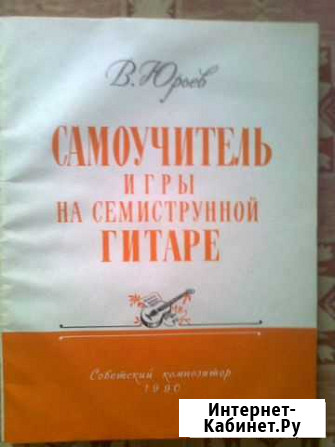 В. Юрьев
САМОУЧИТЕЛЬ
ИГРЫ
НА СЕМИСТРУННОЙ
ГИТАРЕ
Советский композитор
1990
Интернет-
Кабинет.Ру